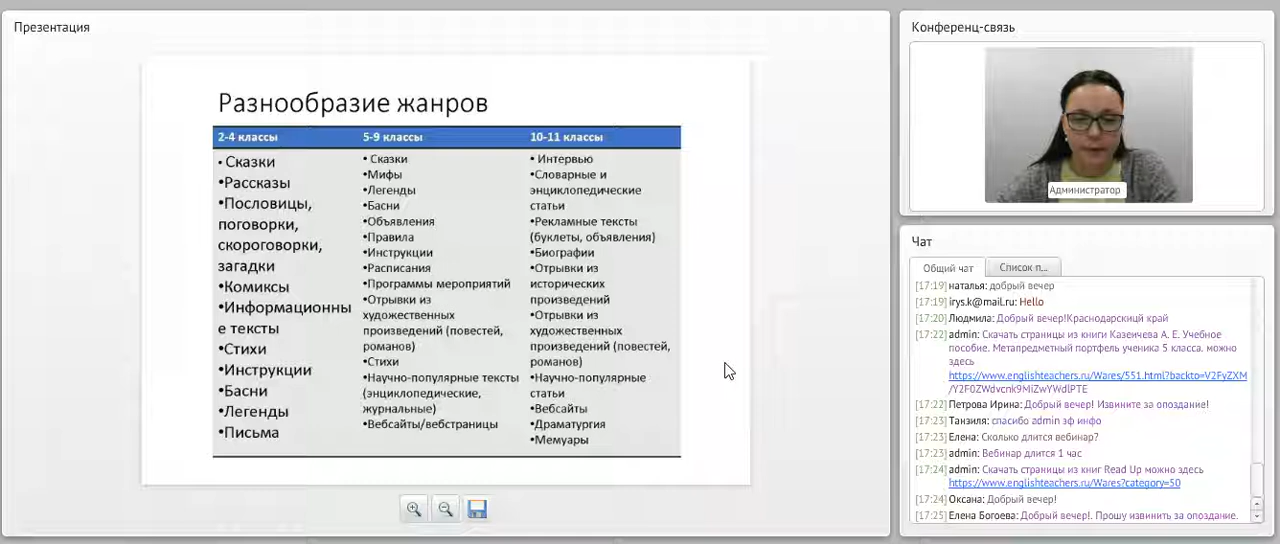 Презентация
Разнообразие жанров
2-4 классы
•Сказки
•Рассказы
•Пословицы,
поговорки,
скороговорки,
загадки
•Комиксы
•Информационны
е тексты
•Стихи
•Инструкции
•Басни
•Легенды
•Письма
5-9 классы
• Сказки
•Мифы
•Легенды
•Басни
•Объявления
•Правила
•Инструкции
•Расписания
•Программы мероприятий
•Отрывки из
художественных
произведений (повестей,
романов)
•Стихи
•Научно-популярные тексты
(энциклопедические,
журнальные)
•Вебсайты/вебстраницы
10-11 классы
• Интервью
•Словарные и
энциклопедические
статьи
•Рекламные тексты
(буклеты, объявления)
•Биографии
•Отрывки из
исторических
произведений
•Отрывки из
художественных
произведений (повестей,
романов)
•Научно-популярные
статьи
•Вебсайты
•Драматургия
•Мемуары
Конференц-связь
Администратор
Чат
Общий чат
Список п...
[17:19] наталья: добрый вечер
[17:19] irys.k@mail.ru: Hello
[17:20] Людмила: Добрый вечер!Краснодарскицй край
[17:22] admin: Скачать страницы из книги Казеичева А. Е. Учебное
пособие. Метапредметный портфель ученика 5 класса. можно
здесь
https://www.englishteachers.ru/Wares/551.html?backto=V2FyZXM
/Y2F0ZWdvcnk9MiZwYWdlPTE
[17:22] Петрова Ирина: Добрый вечер! Извините за опоздание!
[17:23] Танзиля: спасибо admin зф инфо
[17:23] Елена: Сколько длится вебинар?
[17:23] admin: Вебинар длится 1 час
[17:24] admin: Скачать страницы из книг Read Up можно здесь
https://www.englishteachers.ru/Wares?category=50
[17:24] Оксана: Добрый вечер!
[17:25] Елена Богоева: Добрый вечер!. Прошу извинить за опоздание.